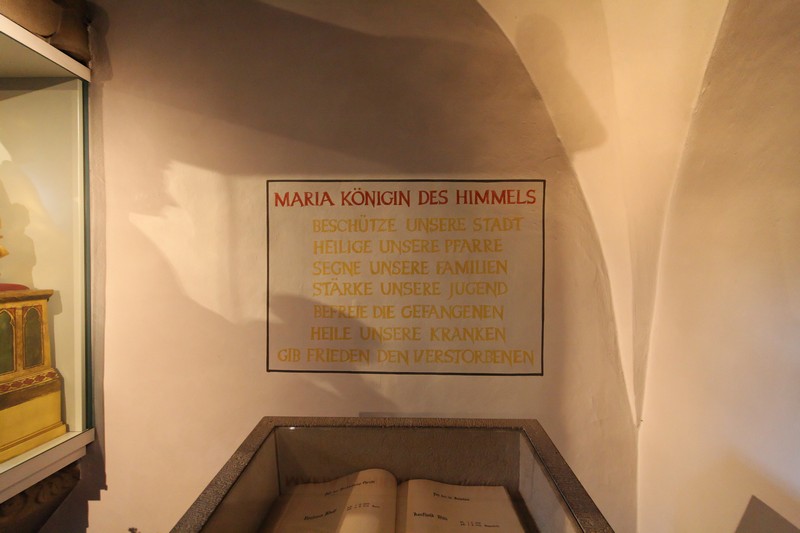 MARIA KÖNIGIN DES HIMMELS
BESCHÜTZE UNSERE STADT
HEILIGE UNSERE PFARRE
SEGNE UNSERE FAMILIEN
STÄRKE UNSERE JUGEND
BEFREIE DIE GEFANGENEN
HEILE UNSERE KRANKEN
GIB FRIEDEN DEN VERSTORBENEN